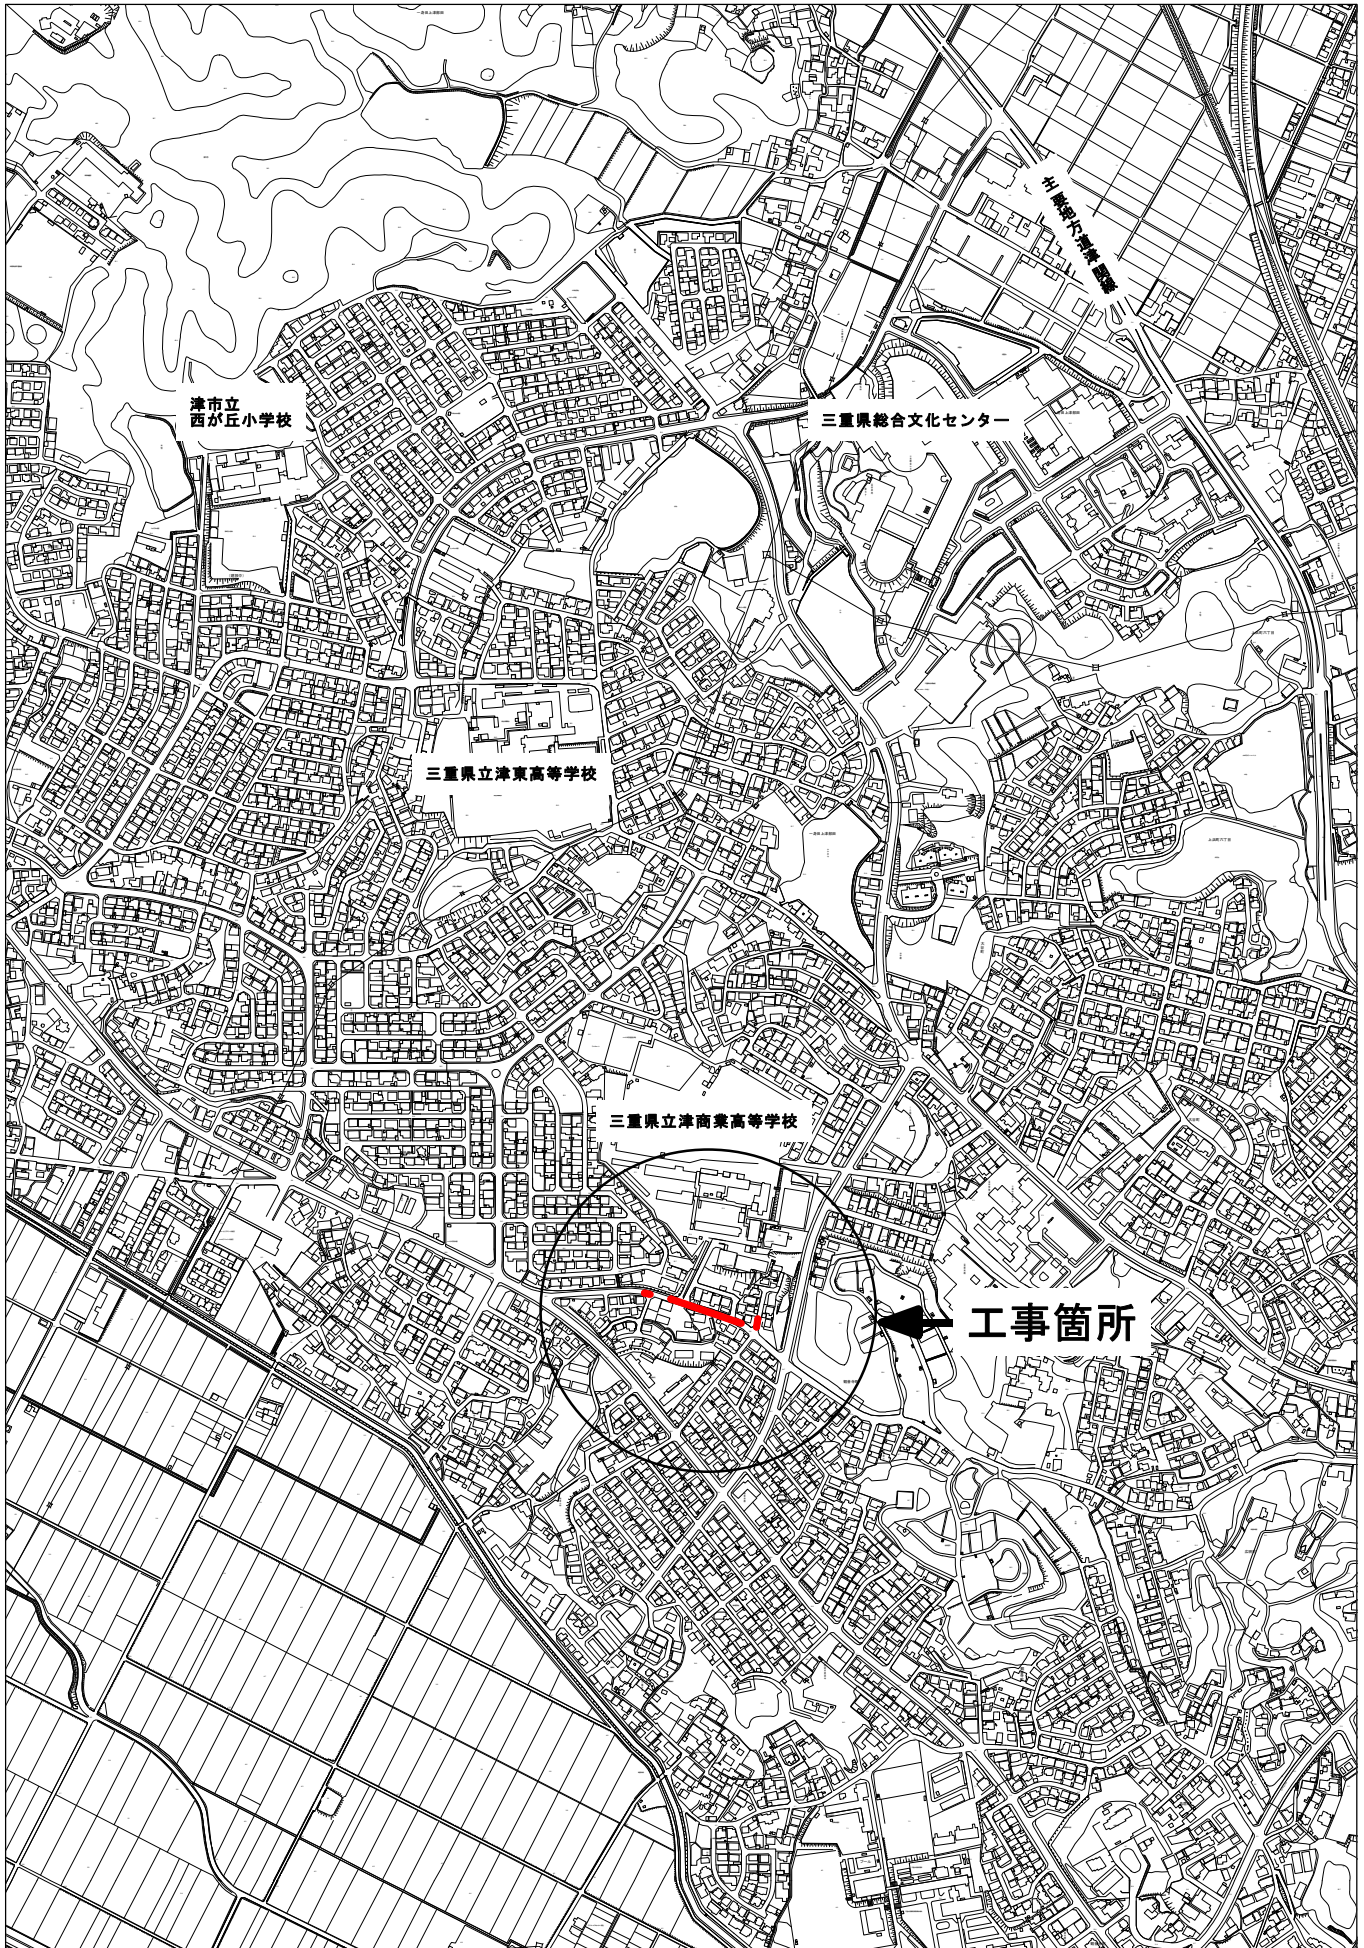 主要地方道津関線
津市立
西が丘小学校
三重県総合文化センター
三重県立津東高等学校
三重県立津商業高等学校
工事箇所